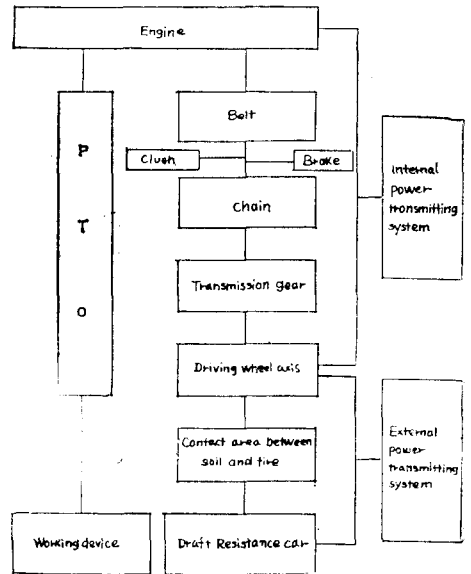 Engine
Belt
P
T
O
Clush
Brake
Chain
Internal
power-
transmitting
system
Transmission gear
Driving wheel axis
Contact area between
soil and tire
External
power
transmitting
system
Working device
Draft Resistance car